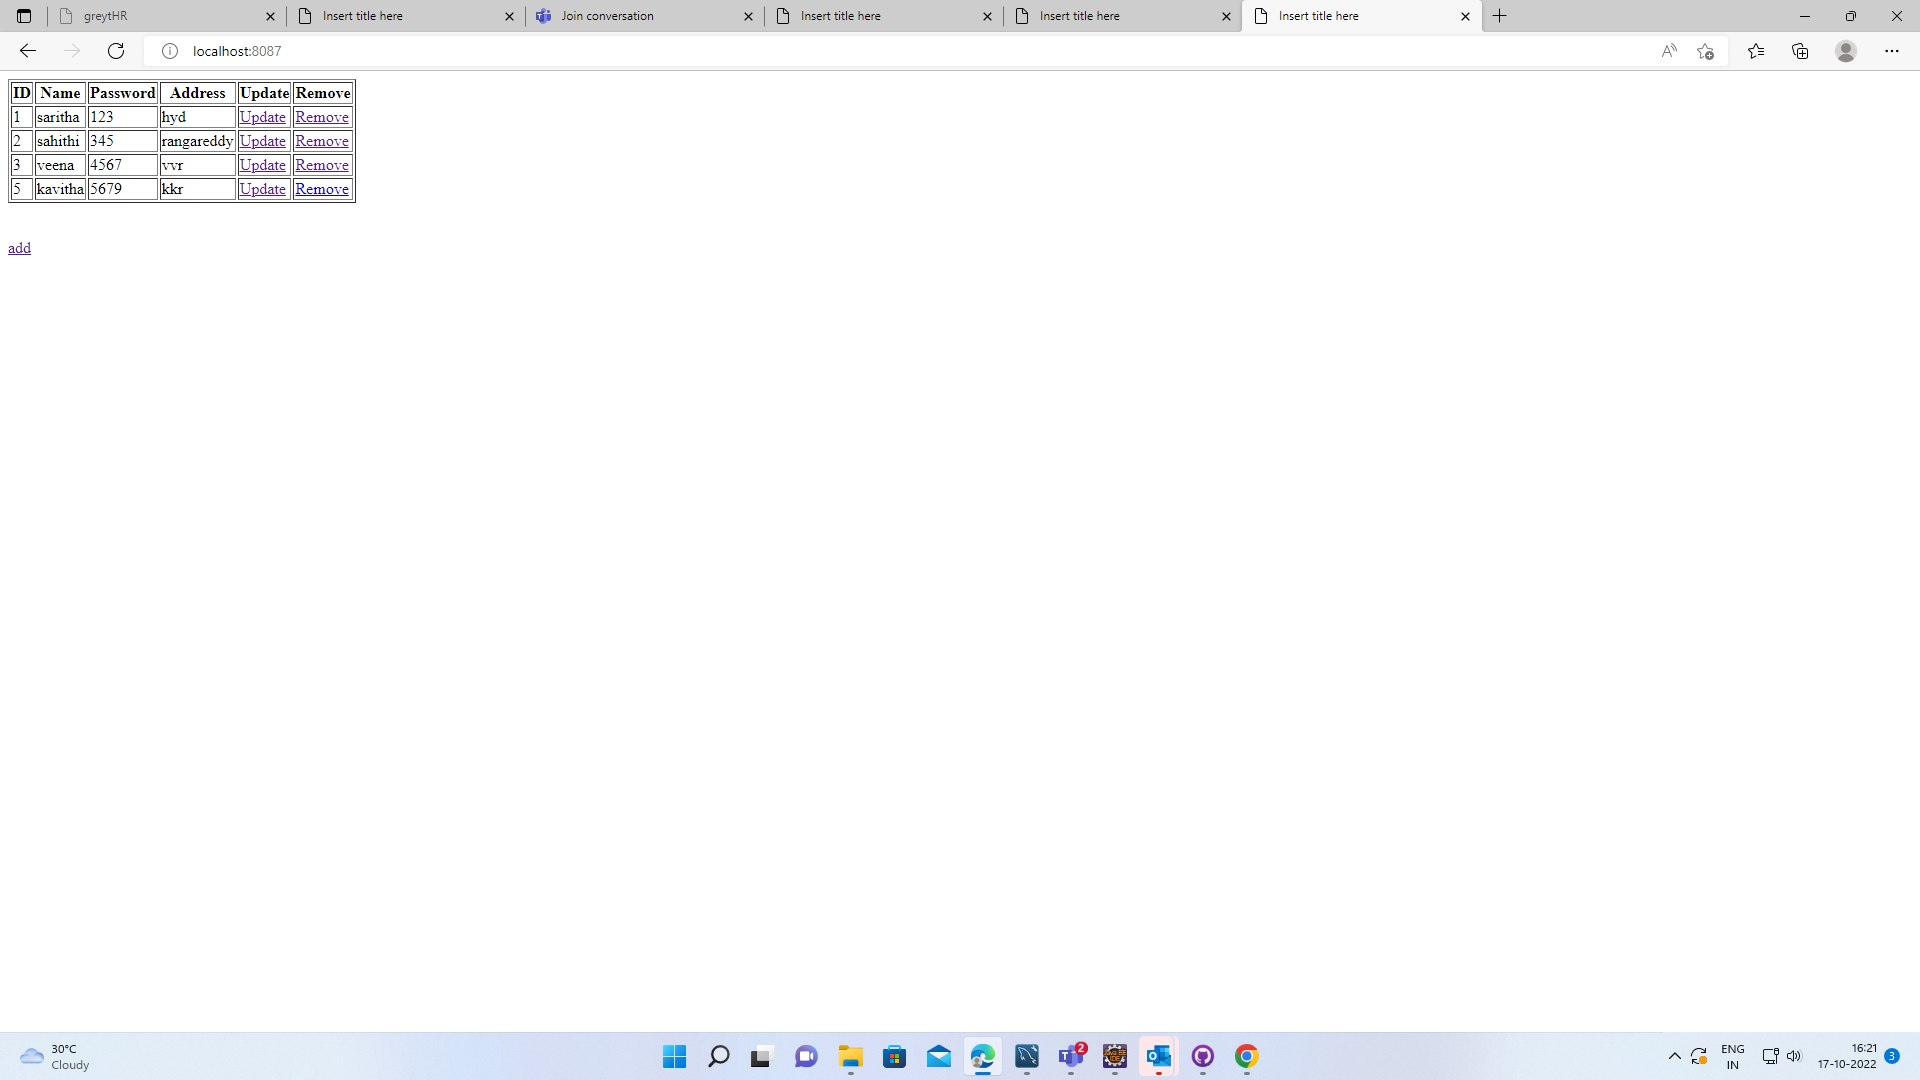 greytHR Insert title here Join conversation Insert title here Insert title here Insert title here
localhost:8087
ID Name Password Address Update Remove
1 saritha 123 hyd Update Remove
2 sahithi 345 rangareddy Update Remove
3 veena 4567 vvr Update Remove
5 kavitha 5679 kkr Update Remove
add
30°C
Cloudy
2
JAVA EE
IDE
ENG
IN
16:21
17-10-2022
3